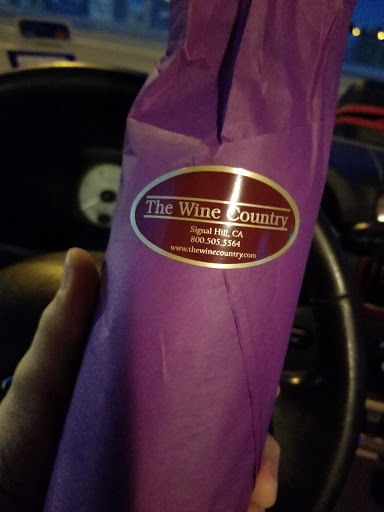 The Wine Country
Signal Hill, CA
800.505.5564
www.thewinecountry.com